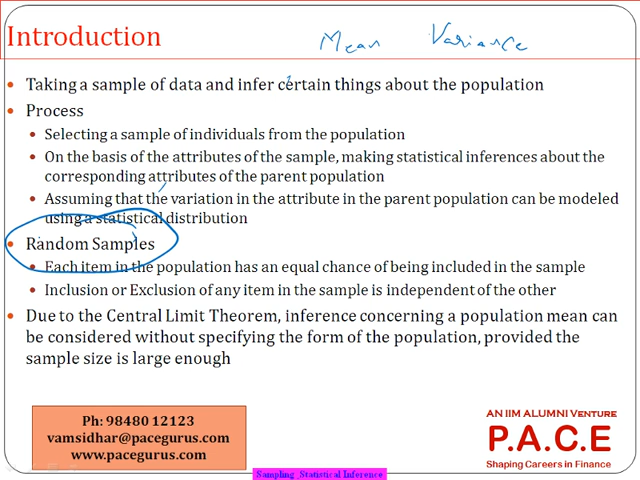 Introduction
Mean Variance
• Taking a sample of data and infer certain things about the population
• Process
• Selecting a sample of individuals from the population
• On the basis of the attributes of the sample, making statistical inferences about the
corresponding attributes of the parent population
• Assuming that the variation in the attribute in the parent population can be modeled
using a statistical distribution
• Random Samples
• Each item in the population has an equal chance of being included in the sample
• Inclusion or Exclusion of any item in the sample is independent of the other
• Due to the Central Limit Theorem, inference concerning a population mean can
be considered without specifying the form of the population, provided the
sample size is large enough
Ph: 98480 12123
vamsidhar@pacegurus.com
www.pacegurus.com
AN IIM ALUMNI VENTURE
P.A.C.E
Shaping Careers in Finance
Sampling_Statistical Inference